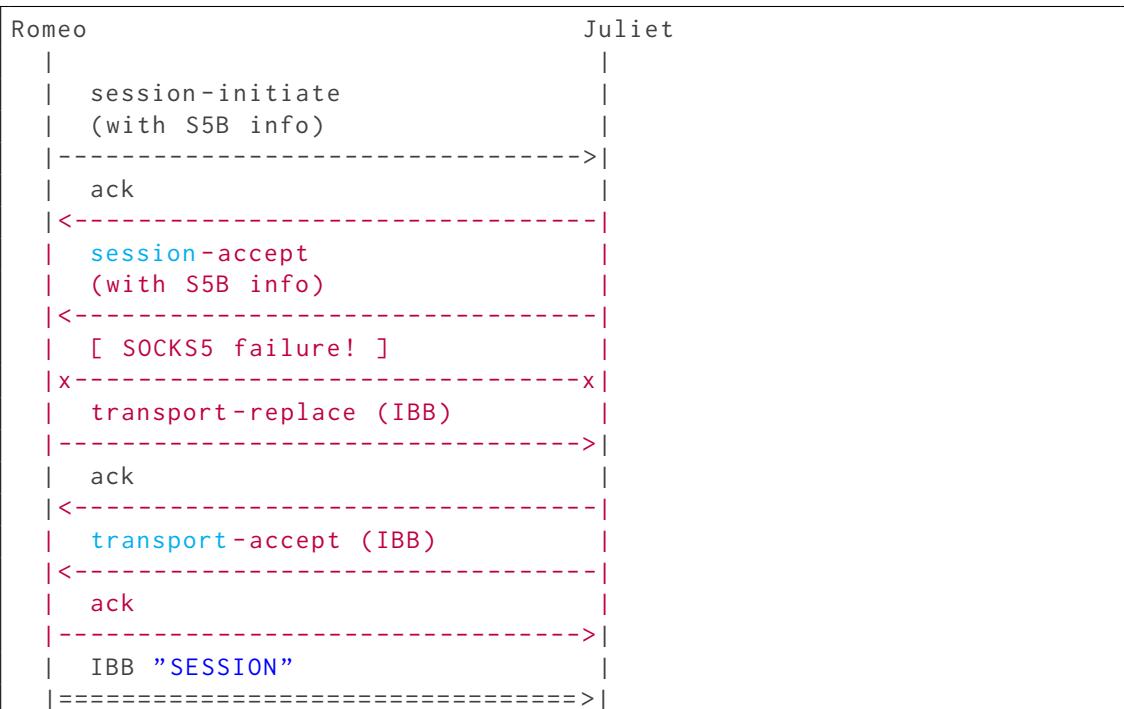 Romeo                               Juliet
  |                                  |
  |  session-initiate                |
  |  (with S5B info)                 |
  |--------------------------------->|
  |  ack                             |
  |<---------------------------------|
  |  session-accept                  |
  |  (with S5B info)                 |
  |<---------------------------------|
  |  [ SOCKS5 failure! ]             |
  |x--------------------------------x|
  |  transport-replace (IBB)         |
  |--------------------------------->|
  |  ack                             |
  |<---------------------------------|
  |  transport-accept (IBB)          |
  |<---------------------------------|
  |  ack                             |
  |--------------------------------->|
  |  IBB ”SESSION”                   |
  |=================================>|